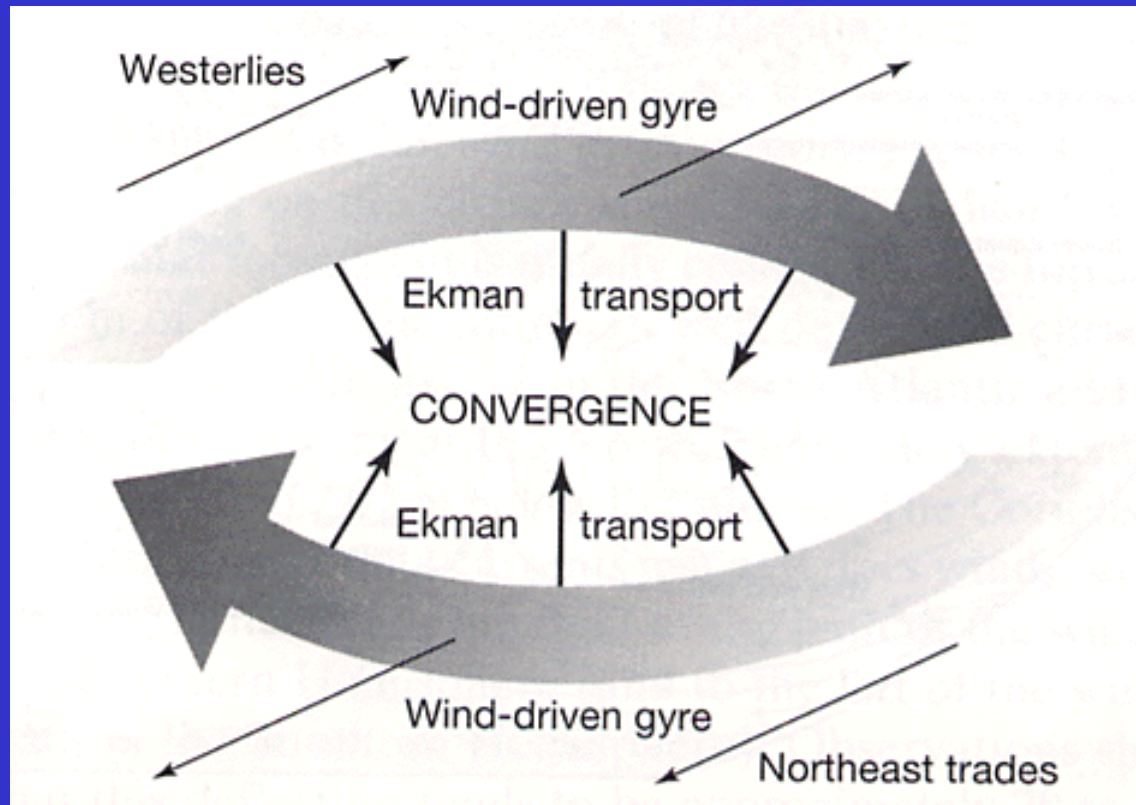 Westerlies
Wind-driven gyre
Ekman transport
CONVERGENCE
Ekman transport
Wind-driven gyre
Northeast trades